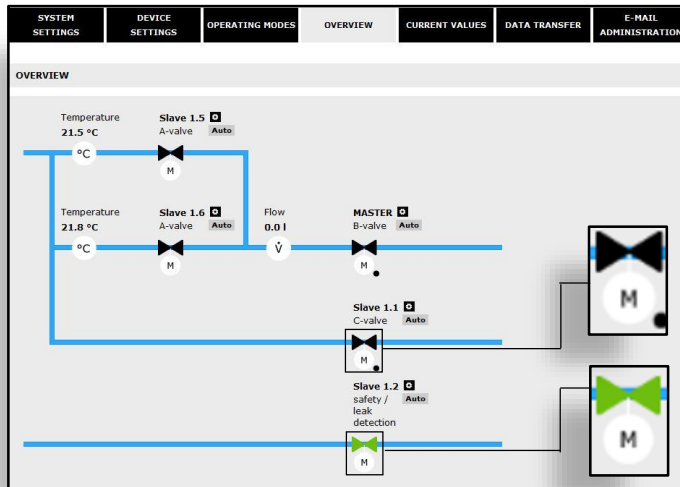 SYSTEM SETTINGS
DEVICE SETTINGS
OPERATING MODES
OVERVIEW
CURRENT VALUES
DATA TRANSFER
E-MAIL ADMINISTRATION
OVERVIEW
Temperature
21.5 °C
°C
Slave 1.5
A-valve Auto
M
Temperature
21.8 °C
°C
Slave 1.6
A-valve Auto
M
Flow
0.0 l
V̇
MASTER
B-valve Auto
M
M
Slave 1.1
C-valve Auto
M
Slave 1.2
safety / Auto
leak
detection
M
M